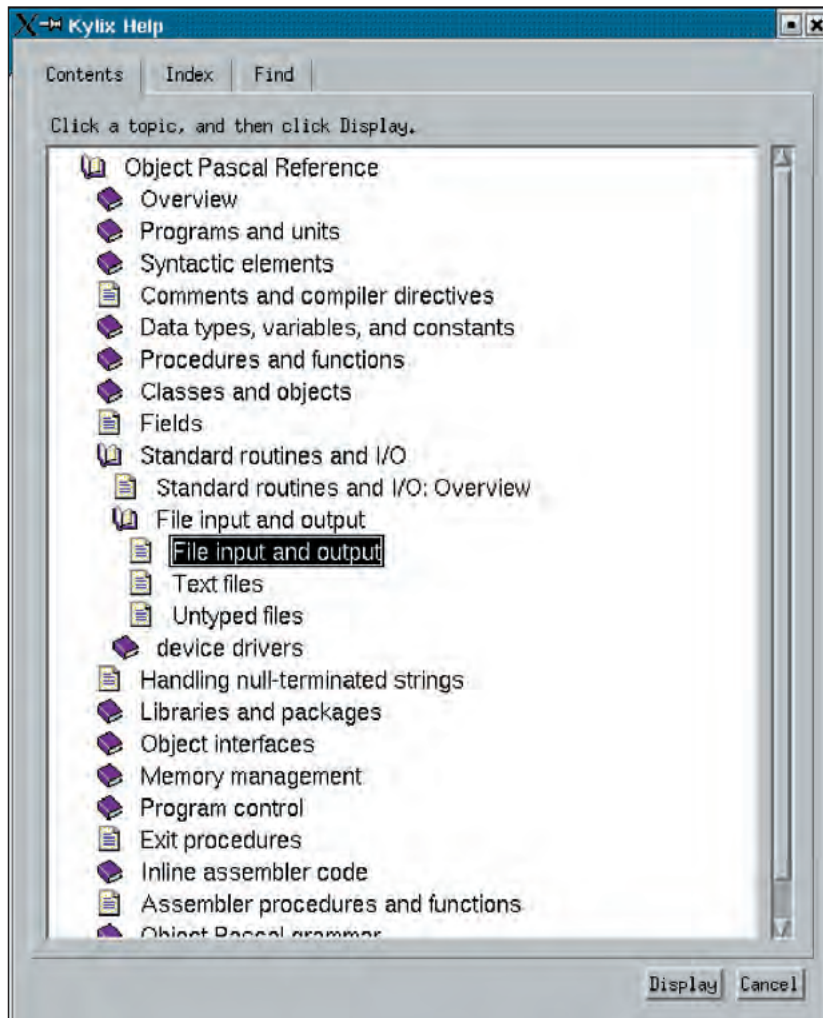 Kylix Help
Contents Index Find
Click a topic, and then click Display.
Object Pascal Reference
Overview
Programs and units
Syntactic elements
Comments and compiler directives
Data types, variables, and constants
Procedures and functions
Classes and objects
Fields
Standard routines and I/O
Standard routines and I/O: Overview
File input and output
File input and output
Text files
Untyped files
device drivers
Handling null-terminated strings
Libraries and packages
Object interfaces
Memory management
Program control
Exit procedures
Inline assembler code
Assembler procedures and functions
Object Pascal grammar
Display Cancel